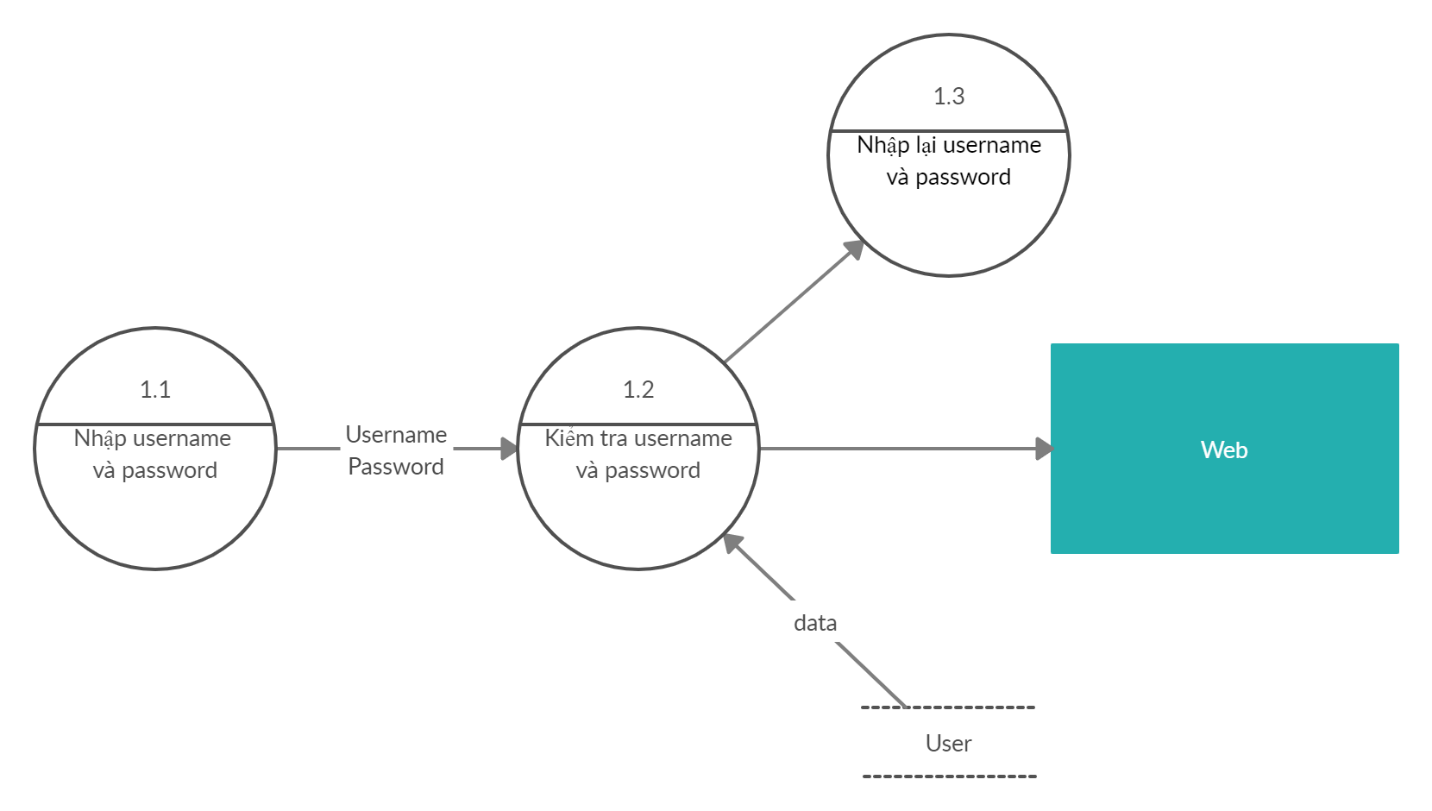 1.3
Nhập lại username
và password
1.1
Nhập username
và password
Username
Password
1.2
Kiểm tra username
và password
Web
data
User